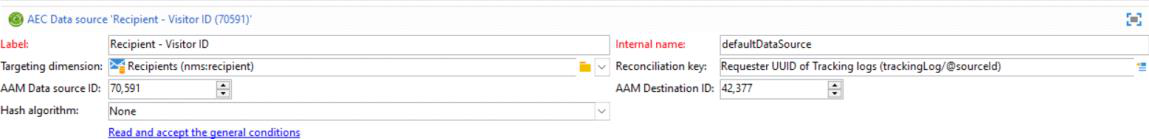 AEC Data source 'Recipient - Visitor ID (70591)'
Label: Recipient - Visitor ID Internal name: defaultDataSource
Targeting dimension: Recipients (nms:recipient) Reconciliation key: Requester UUID of Tracking logs (trackingLog/@sourceId)
AAM Data source ID: 70,591 AAM Destination ID: 42,377
Hash algorithm: None
Read and accept the general conditions